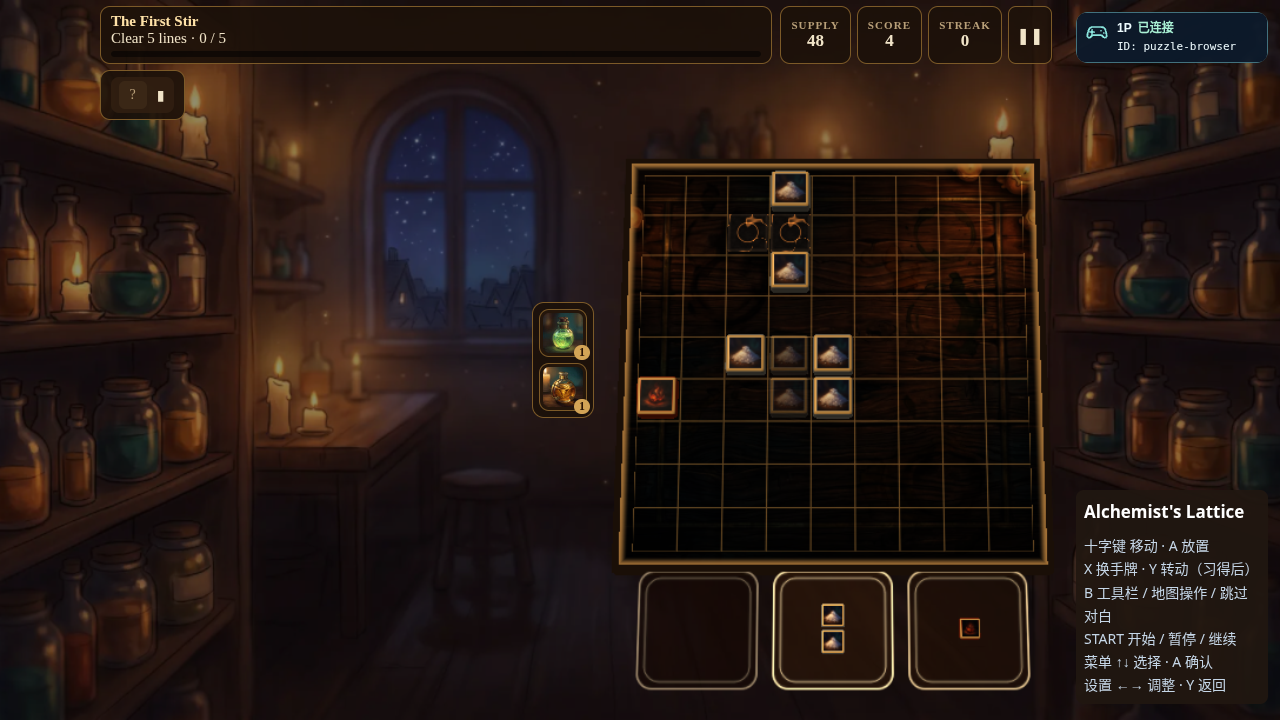 The First Stir
Clear 5 lines · 0 / 5
SUPPLY
48
SCORE
4
STREAK
0
1P 已连接
ID: puzzle-browser
?
1
1
Alchemist's Lattice
十字键 移动 · A 放置
X 换手牌 · Y 转动（习得后）
B 工具栏 / 地图操作 / 跳过
对白
START 开始 / 暂停 / 继续
菜单 ↑↓ 选择 · A 确认
设置 ←→ 调整 · Y 返回